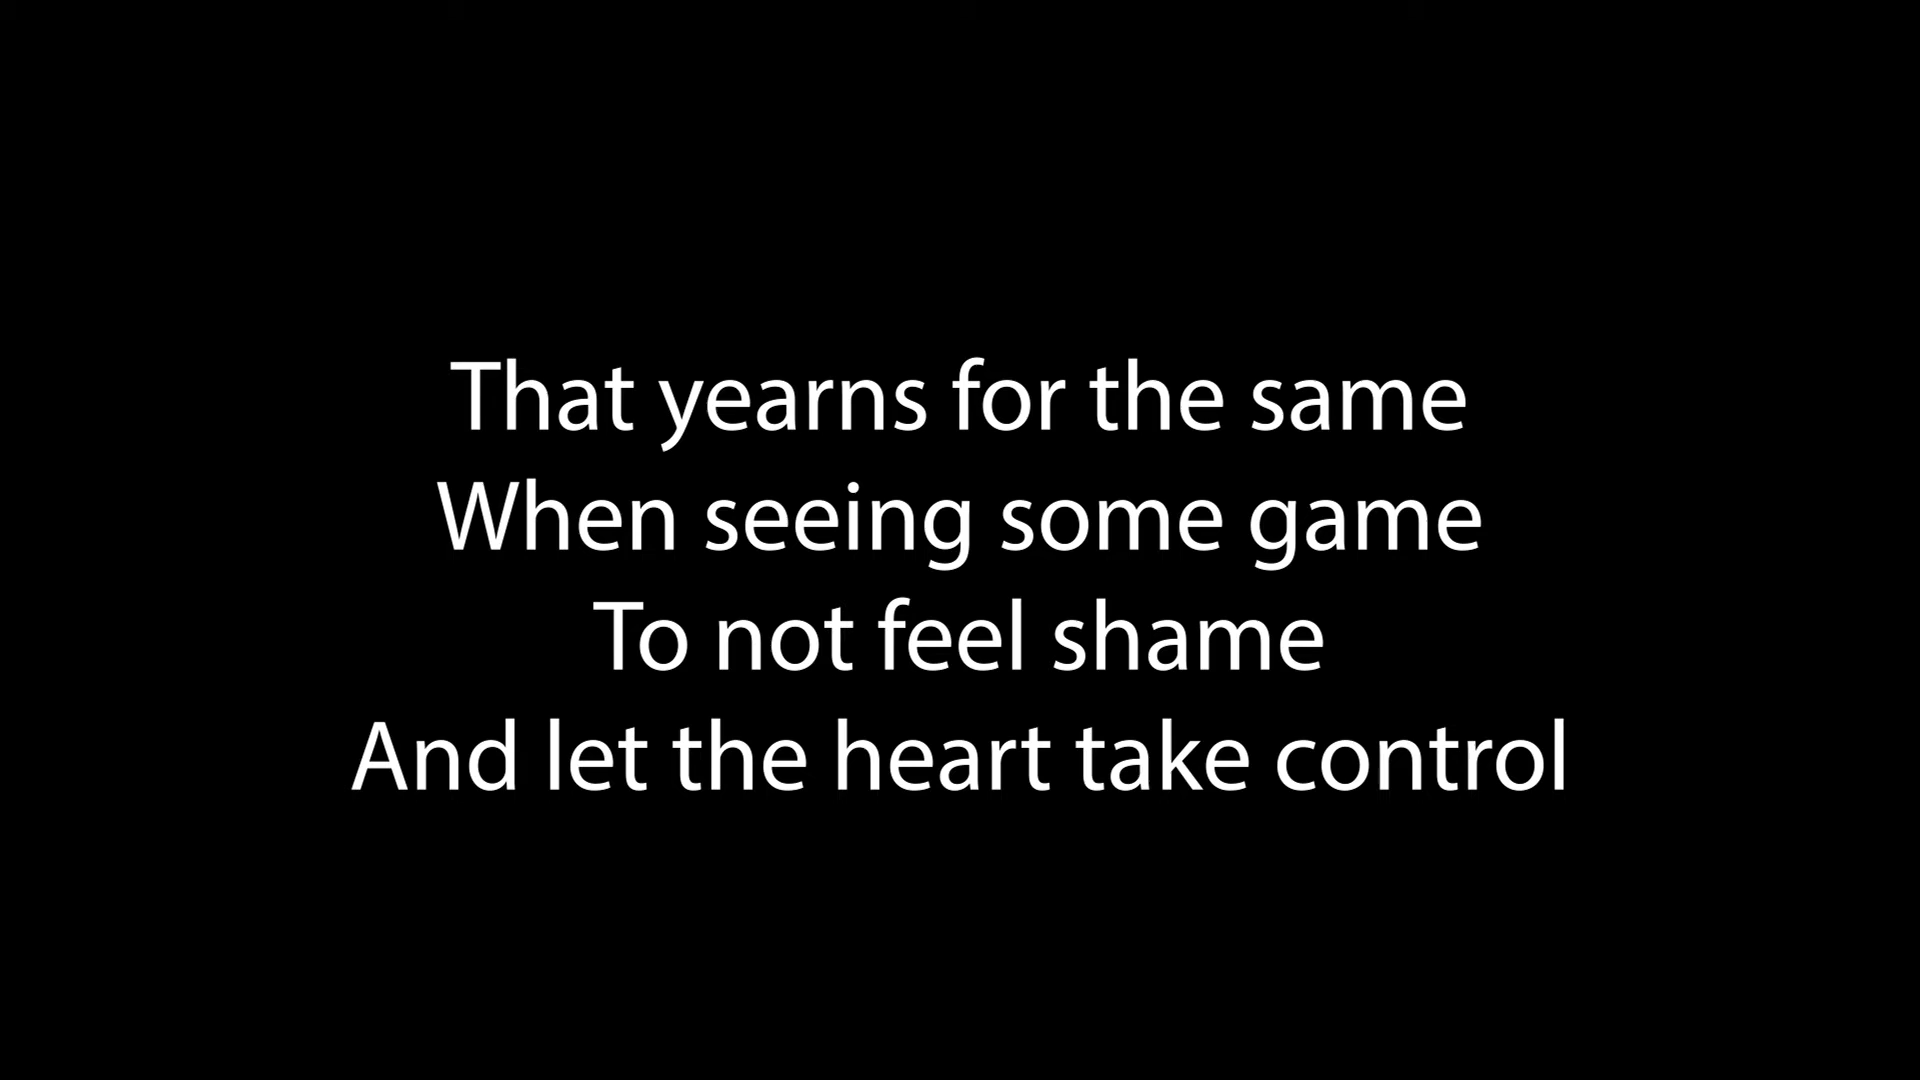 That yearns for the same
When seeing some game
To not feel shame
And let the heart take control